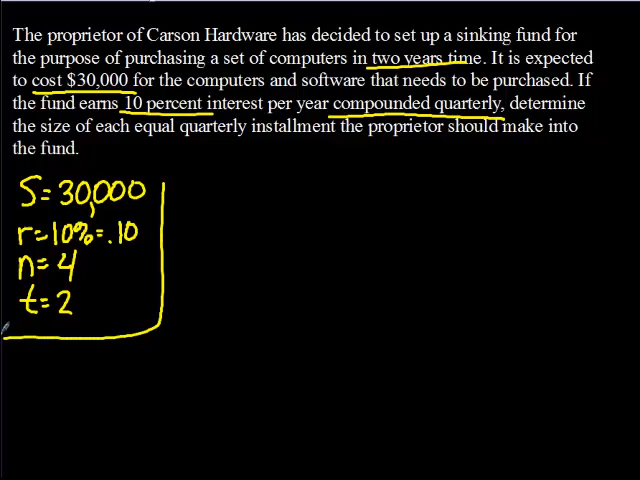 The proprietor of Carson Hardware has decided to set up a sinking fund for
the purpose of purchasing a set of computers in two years time. It is expected
to cost $30,000 for the computers and software that needs to be purchased. If
the fund earns 10 percent interest per year compounded quarterly, determine
the size of each equal quarterly installment the proprietor should make into
the fund.
S=30,000
r=10%=.10
n=4
t=2